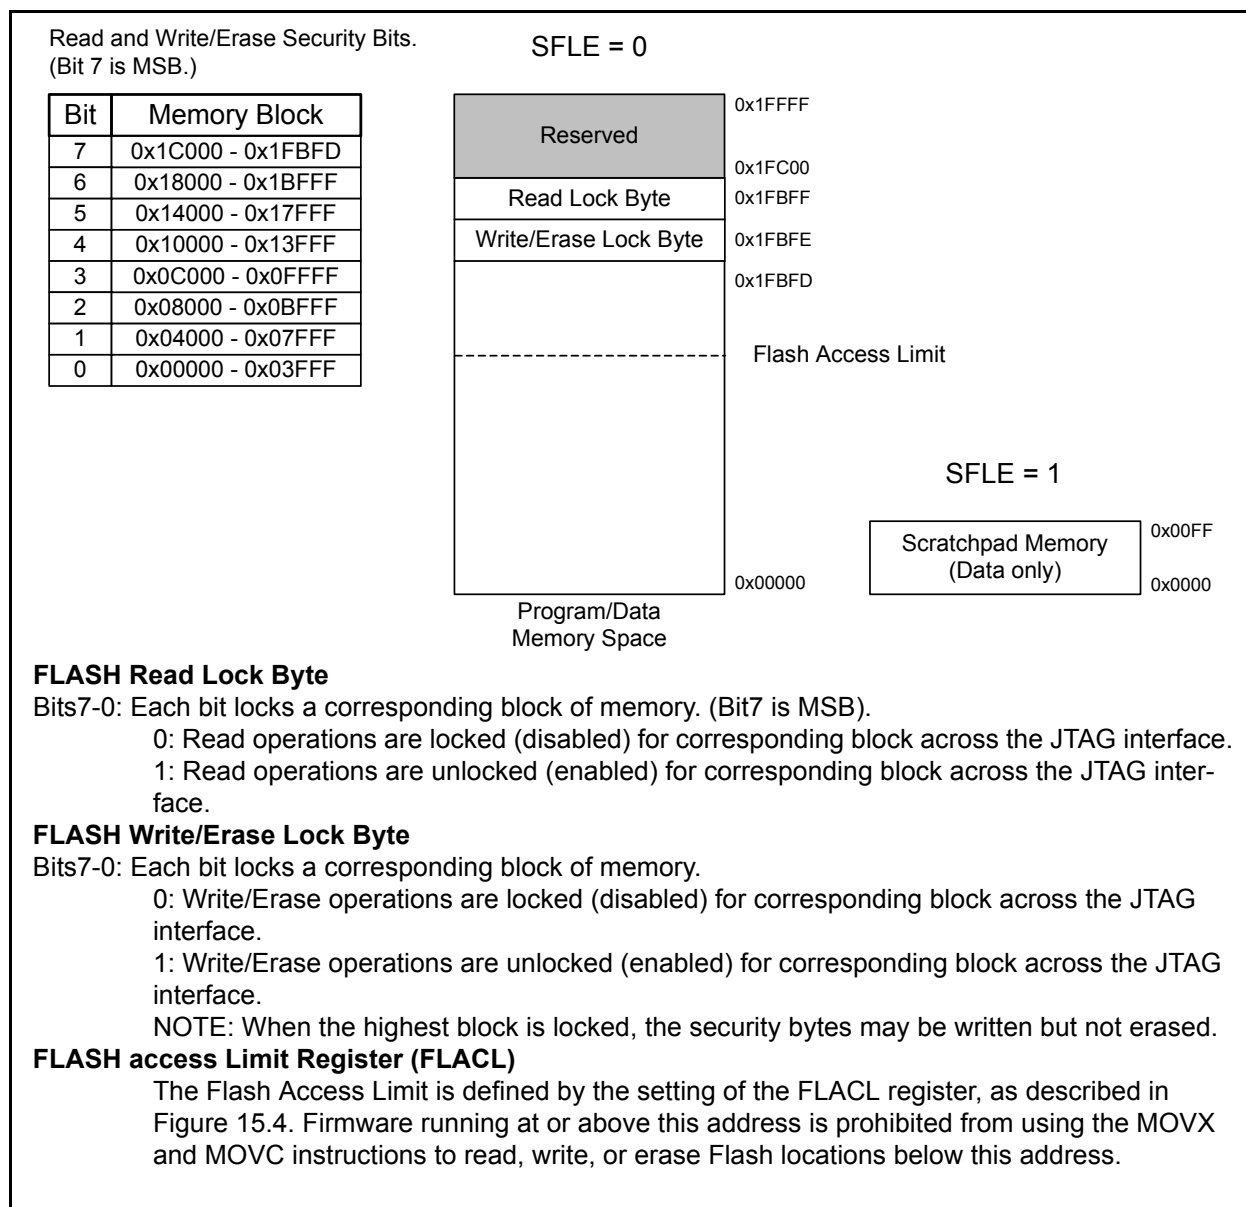 Read and Write/Erase Security Bits.
(Bit 7 is MSB.)
Bit Memory Block
7 0x1C000 - 0x1FBFD
6 0x18000 - 0x1BFFF
5 0x14000 - 0x17FFF
4 0x10000 - 0x13FFF
3 0x0C000 - 0x0FFFF
2 0x08000 - 0x0BFFF
1 0x04000 - 0x07FFF
0 0x00000 - 0x03FFF
SFLE = 0
Reserved
0x1FFFF
0x1FC00
Read Lock Byte 0x1FBFF
Write/Erase Lock Byte 0x1FBFE
0x1FBFD
Flash Access Limit
0x00000
Program/Data
Memory Space
SFLE = 1
Scratchpad Memory
(Data only)
0x00FF
0x0000
FLASH Read Lock Byte
Bits7-0: Each bit locks a corresponding block of memory. (Bit7 is MSB).
0: Read operations are locked (disabled) for corresponding block across the JTAG interface.
1: Read operations are unlocked (enabled) for corresponding block across the JTAG inter-
face.
FLASH Write/Erase Lock Byte
Bits7-0: Each bit locks a corresponding block of memory.
0: Write/Erase operations are locked (disabled) for corresponding block across the JTAG
interface.
1: Write/Erase operations are unlocked (enabled) for corresponding block across the JTAG
interface.
NOTE: When the highest block is locked, the security bytes may be written but not erased.
FLASH access Limit Register (FLACL)
The Flash Access Limit is defined by the setting of the FLACL register, as described in
Figure 15.4. Firmware running at or above this address is prohibited from using the MOVX
and MOVC instructions to read, write, or erase Flash locations below this address.